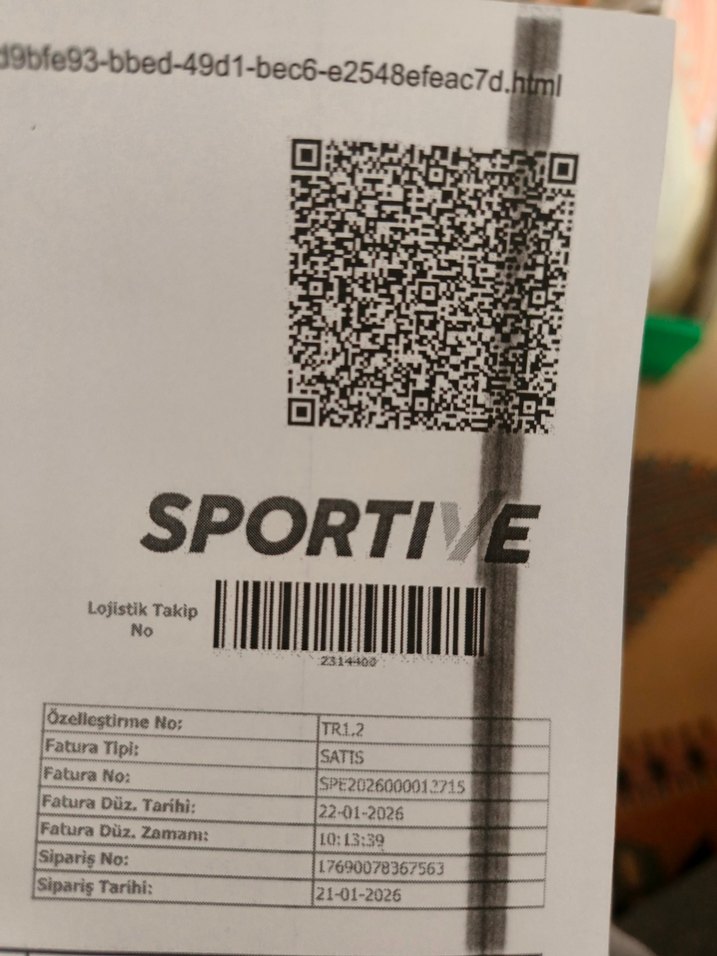 d9bfe93-bbed-49d1-bec6-e2548efeac7d.html
SPORTIVE
Lojistik Takip
No
2314400
Özelleştirme No: TR1.2
Fatura Tipi: SATIS
Fatura No: SPE2026000012715
Fatura Düz. Tarihi: 22-01-2026
Fatura Düz. Zamanı: 10:13:39
Sipariş No: 17690078367563
Sipariş Tarihi: 21-01-2026